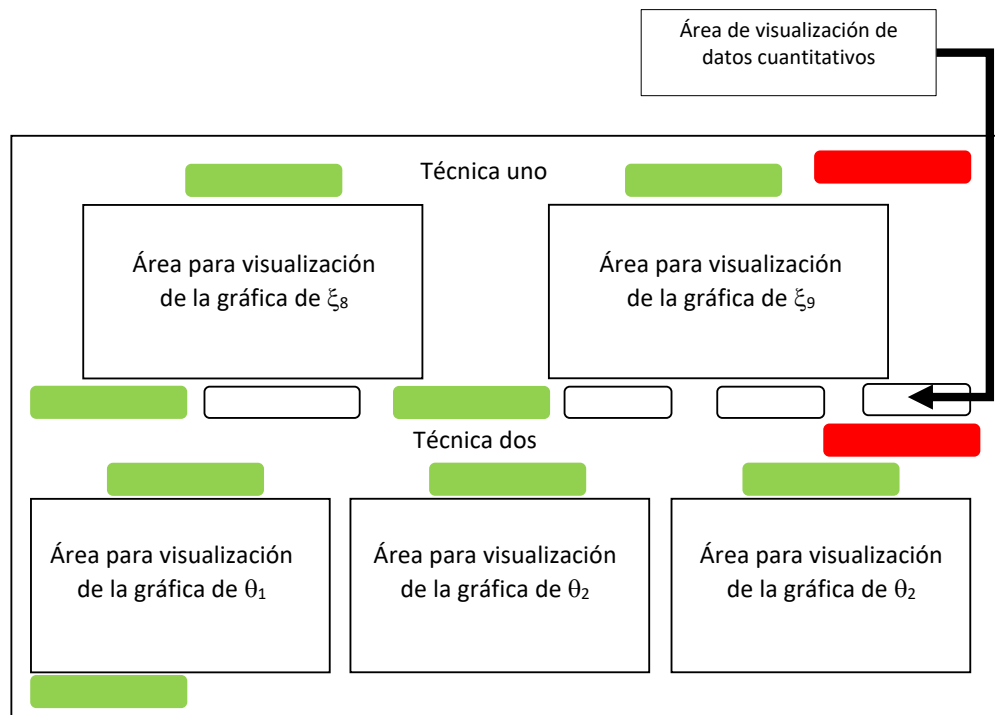 Área de visualización de
datos cuantitativos
Técnica uno
Área para visualización
de la gráfica de ξ₈
Área para visualización
de la gráfica de ξ₉
Técnica dos
Área para visualización
de la gráfica de θ₁
Área para visualización
de la gráfica de θ₂
Área para visualización
de la gráfica de θ₂